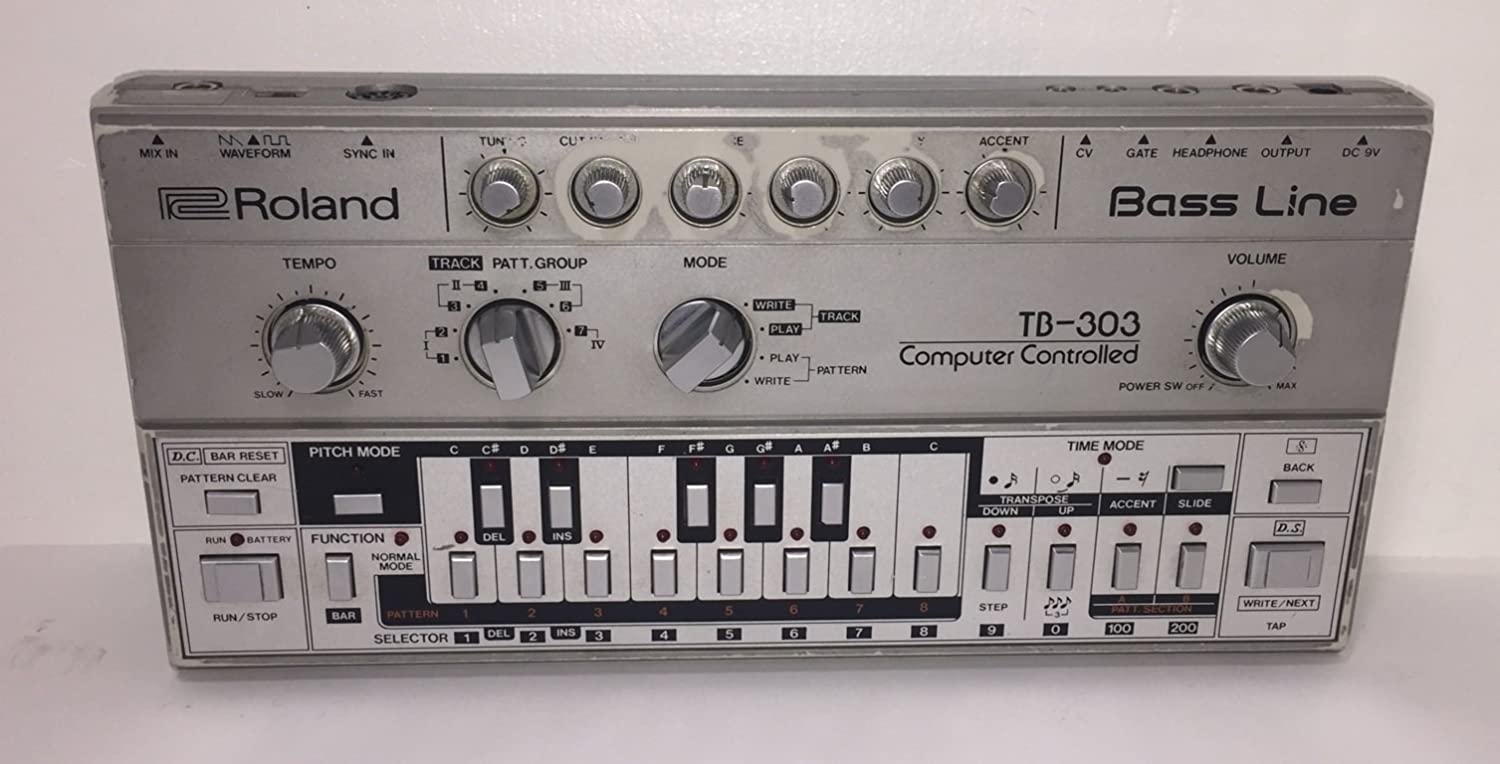 MIX IN WAVEFORM SYNC IN
ACCENT
CV GATE HEADPHONE OUTPUT DC 9V
Roland
Bass Line
TEMPO
SLOW FAST
TRACK PATT. GROUP
II 4 5 III
3 6
2 7
I IV
1
MODE
WRITE
PLAY TRACK
PLAY
WRITE PATTERN
TB-303
Computer Controlled
VOLUME
POWER SW OFF MAX
D.C. BAR RESET
PATTERN CLEAR
PITCH MODE
C C# D D# E F F# G G# A A# B C
DEL INS
TIME MODE
TRANSPOSE
DOWN UP ACCENT SLIDE
BACK
RUN BATTERY
RUN/STOP
FUNCTION
NORMAL
MODE
BAR
PATTERN 1 2 3 4 5 6 7 8
SELECTOR 1 DEL 2 INS 3 4 5 6 7 8 9 0 100 200
STEP
3
A B
PATT. SECTION
D.S.
WRITE/NEXT
TAP